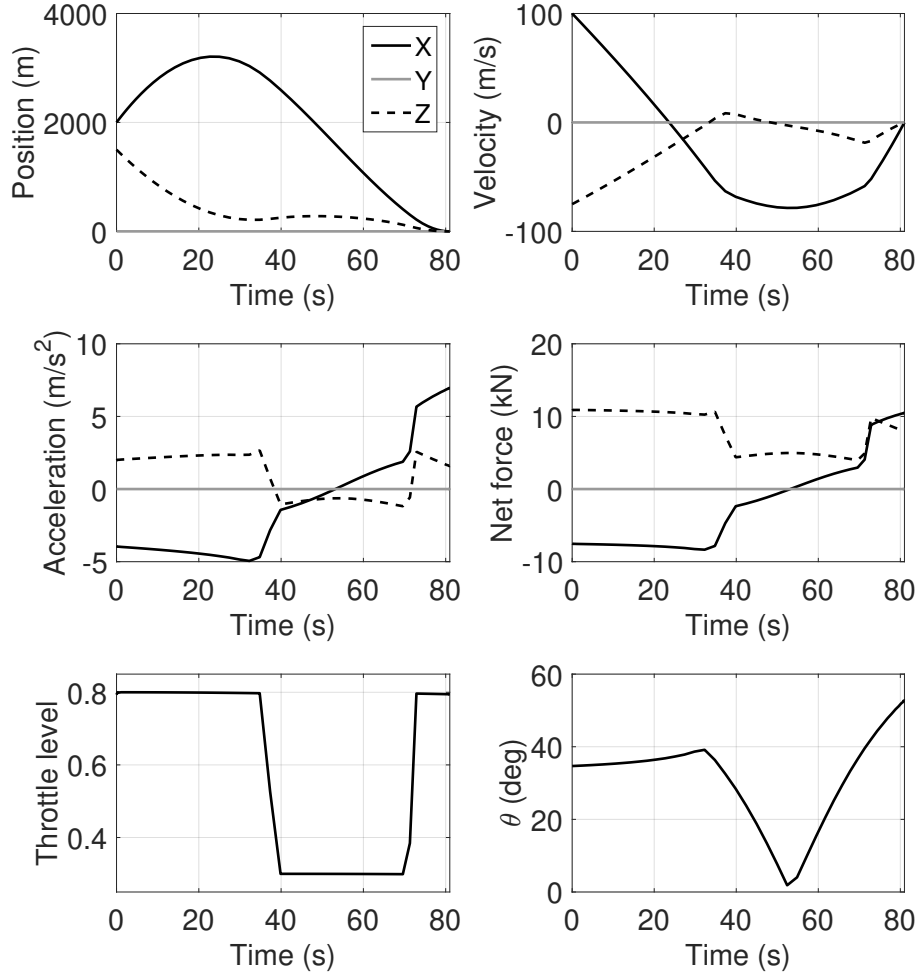 4000
2000
0
Position (m)
X
Y
Z
0 20 40 60 80
Time (s)
100
0
-100
Velocity (m/s)
0 20 40 60 80
Time (s)
10
5
0
-5
Acceleration (m/s²)
0 20 40 60 80
Time (s)
20
10
0
-10
Net force (kN)
0 20 40 60 80
Time (s)
0.8
0.6
0.4
Throttle level
0 20 40 60 80
Time (s)
60
40
20
0
θ (deg)
0 20 40 60 80
Time (s)